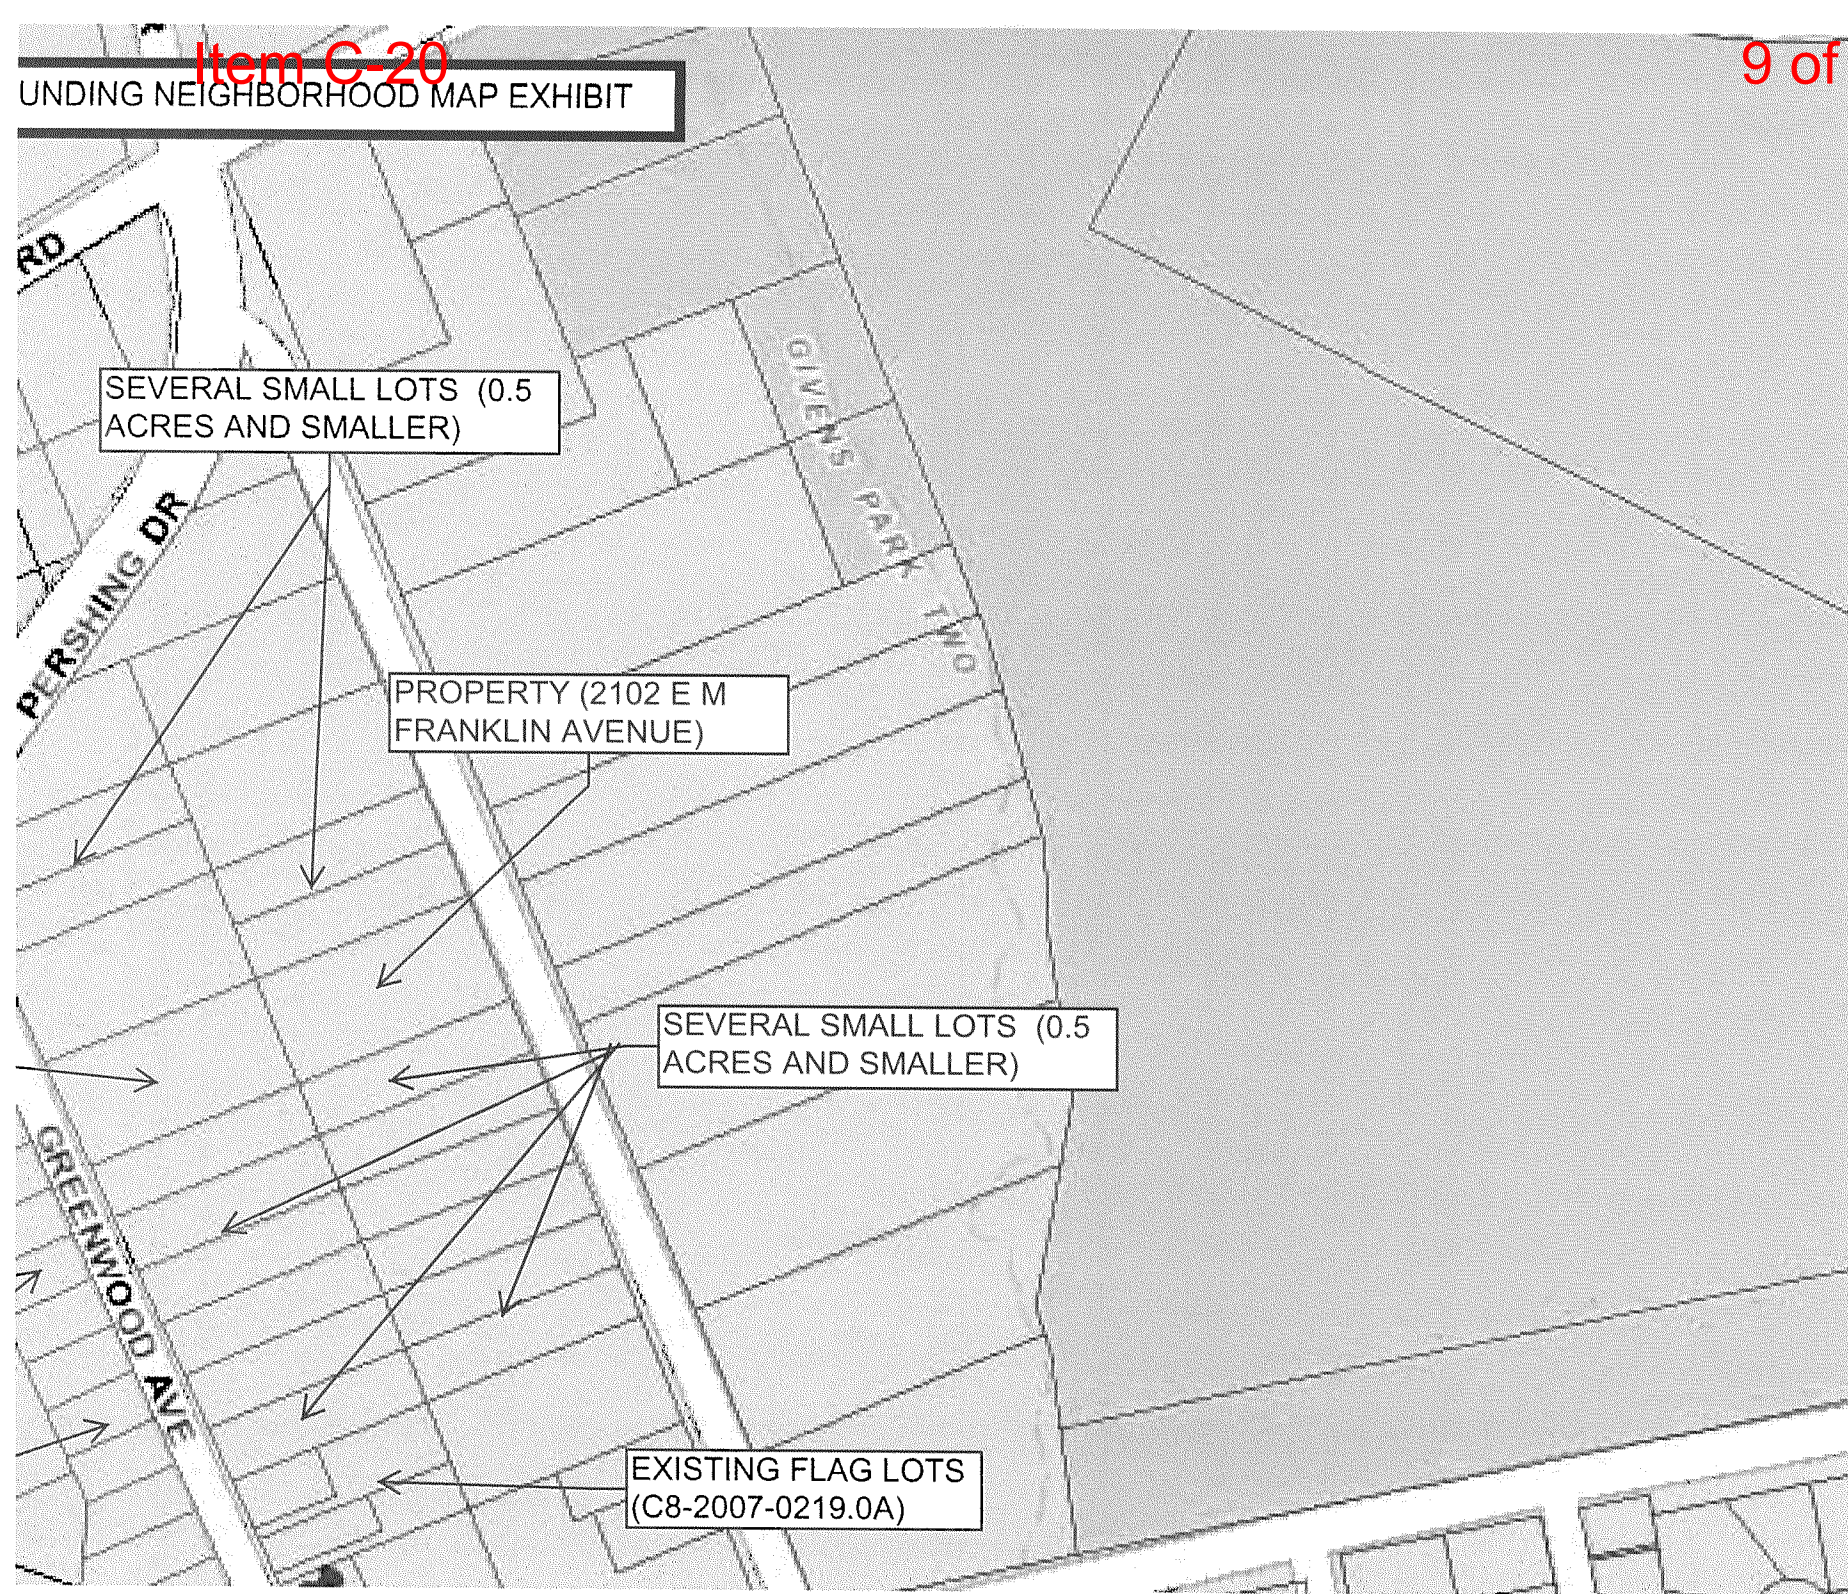 Item C-20
9 of
UNDING NEIGHBORHOOD MAP EXHIBIT
RD
SEVERAL SMALL LOTS (0.5
ACRES AND SMALLER)
GIVENS PARK TWO
PERSHING DR
PROPERTY (2102 E M
FRANKLIN AVENUE)
SEVERAL SMALL LOTS (0.5
ACRES AND SMALLER)
GREENWOOD AVE
EXISTING FLAG LOTS
(C8-2007-0219.0A)